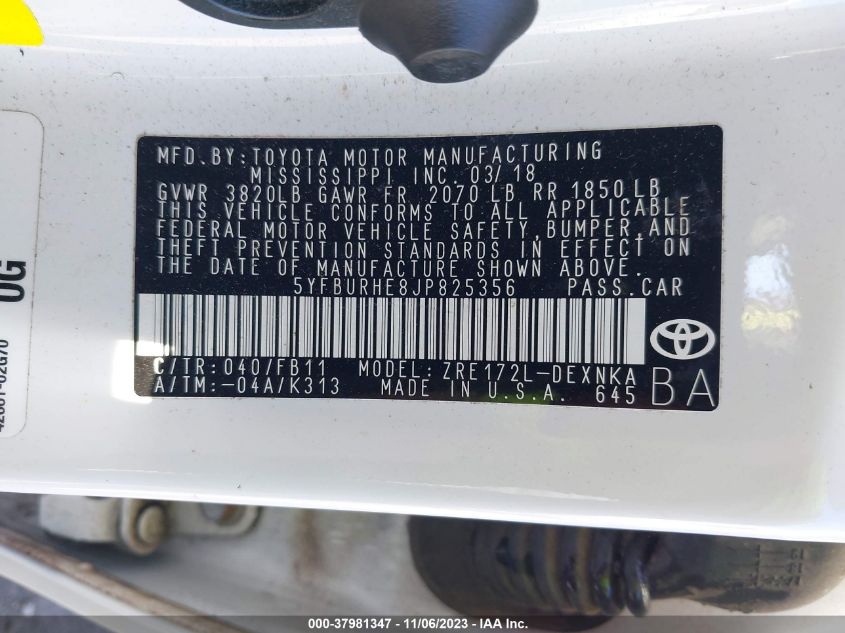 MFD. BY: TOYOTA MOTOR MANUFACTURING
MISSISSIPPI INC. 03/18
GVWR 3820LB GAWR FR 2070 LB RR 1850 LB
THIS VEHICLE CONFORMS TO ALL APPLICABLE
FEDERAL MOTOR VEHICLE SAFETY, BUMPER, AND
THEFT PREVENTION STANDARDS IN EFFECT ON
THE DATE OF MANUFACTURE SHOWN ABOVE.
5YFBURHE8JP825356 PASS. CAR
C/TR: 040/FB11 MODEL: ZRE172L-DEXNKA
A/TM: -04A/K313 MADE IN U.S.A. 645 BA
000-37981347 - 11/06/2023 - IAA Inc.